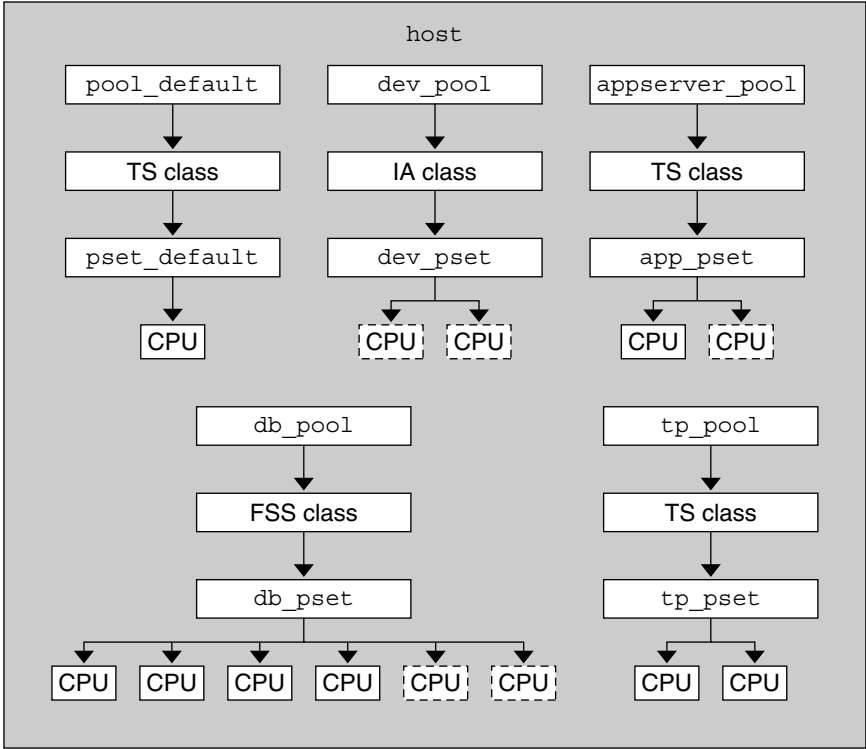 host
pool_default
dev_pool
appserver_pool
TS class
IA class
TS class
pset_default
dev_pset
app_pset
CPU
CPU
CPU
CPU
CPU
db_pool
tp_pool
FSS class
TS class
db_pset
tp_pset
CPU
CPU
CPU
CPU
CPU
CPU
CPU
CPU